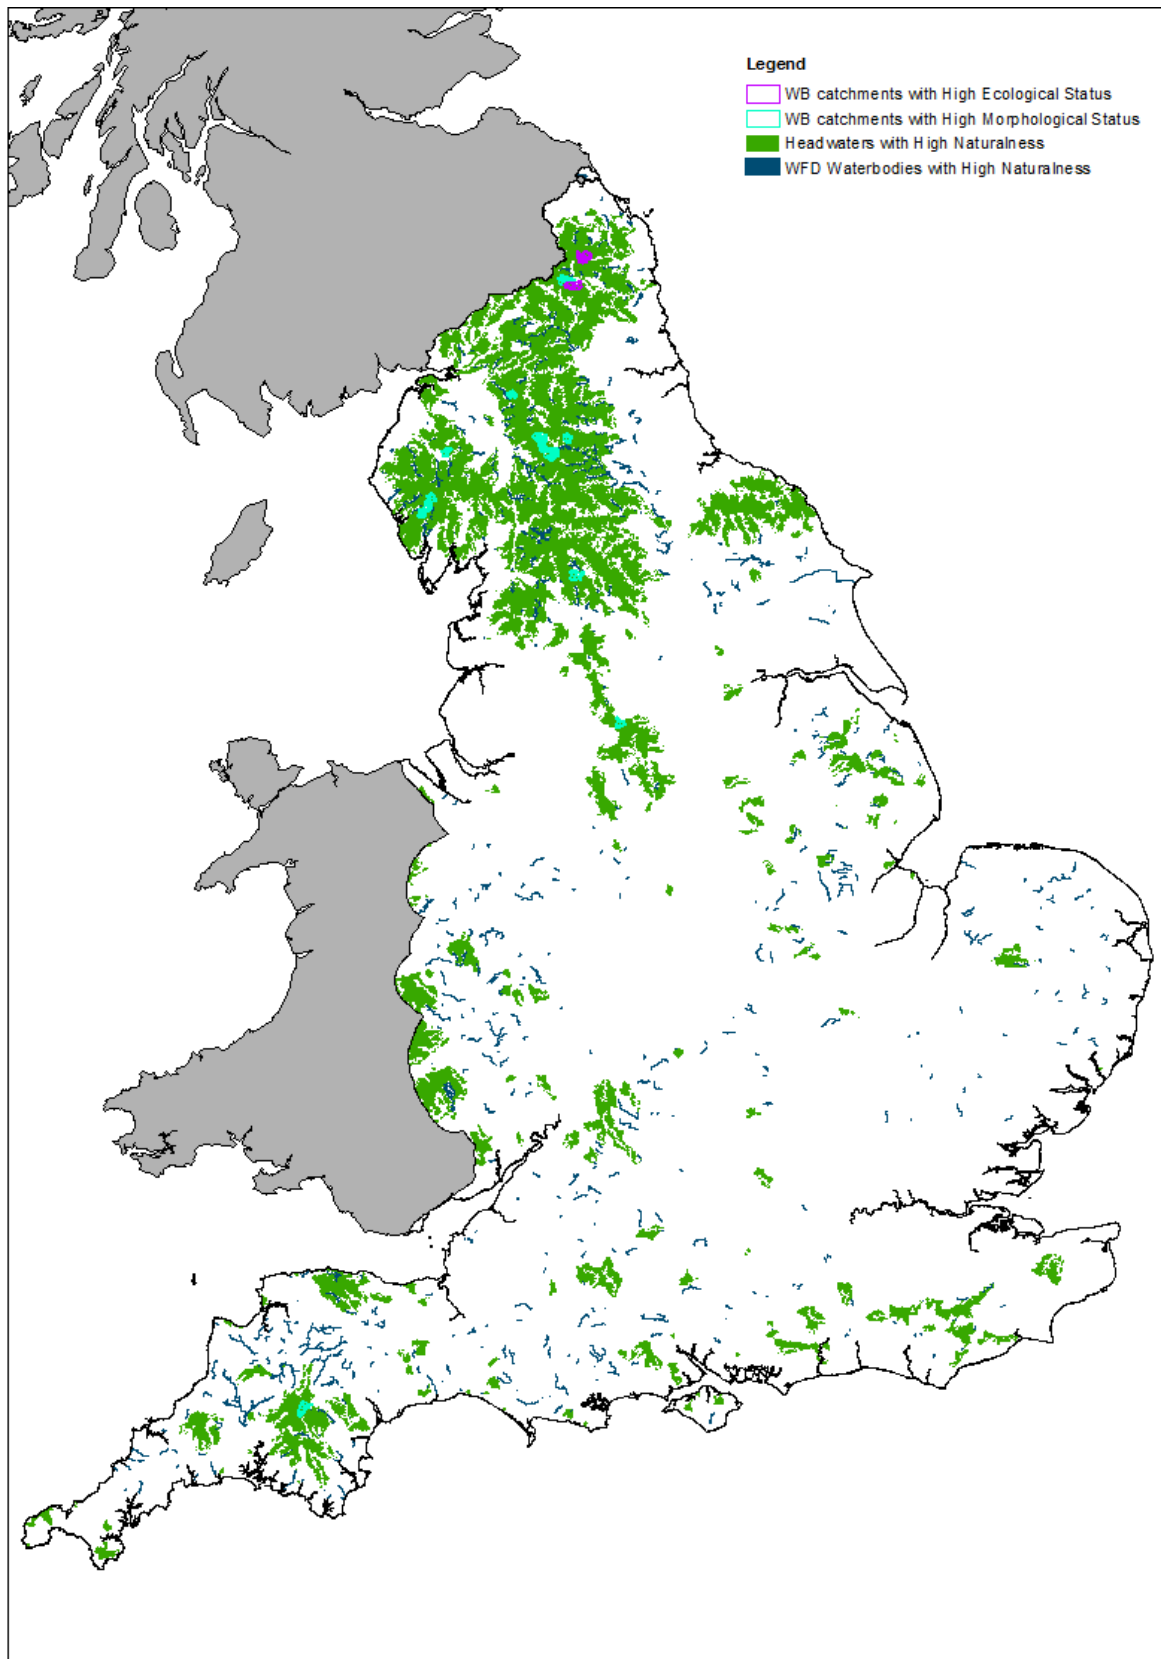 Legend
WB catchments with High Ecological Status
WB catchments with High Morphological Status
Headwaters with High Naturalness
WFD Waterbodies with High Naturalness